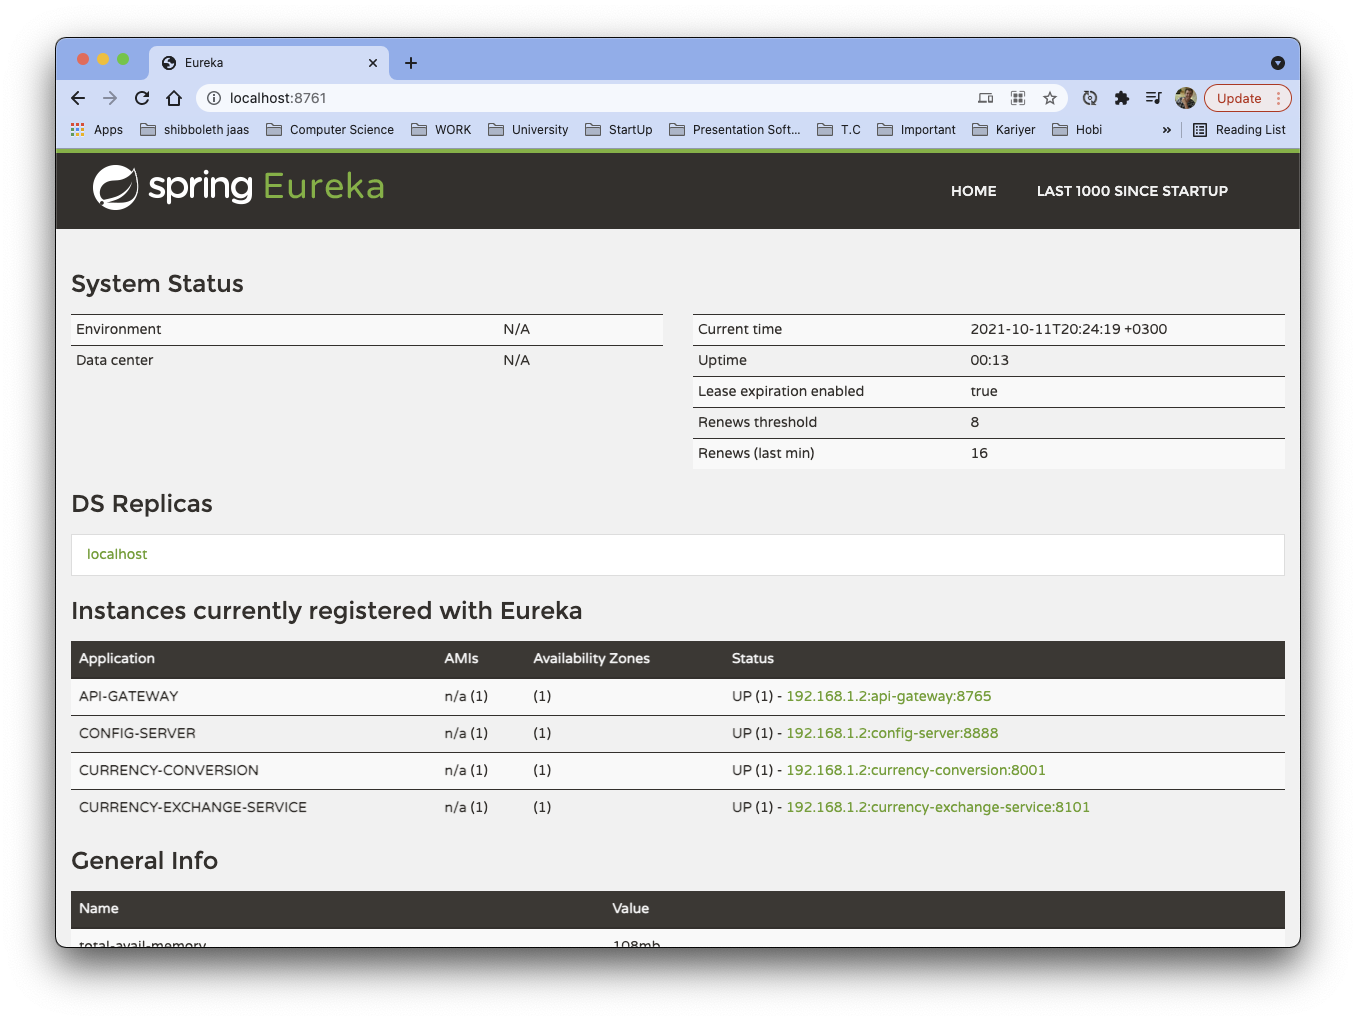 Eureka
localhost:8761
Update
Apps shibboleth jaas Computer Science WORK University StartUp Presentation Soft... T.C Important Kariyer Hobi » Reading List
spring Eureka
HOME LAST 1000 SINCE STARTUP
System Status
Environment N/A
Data center N/A
Current time 2021-10-11T20:24:19 +0300
Uptime 00:13
Lease expiration enabled true
Renews threshold 8
Renews (last min) 16
DS Replicas
localhost
Instances currently registered with Eureka
Application AMIs Availability Zones Status
API-GATEWAY n/a (1) (1) UP (1) - 192.168.1.2:api-gateway:8765
CONFIG-SERVER n/a (1) (1) UP (1) - 192.168.1.2:config-server:8888
CURRENCY-CONVERSION n/a (1) (1) UP (1) - 192.168.1.2:currency-conversion:8001
CURRENCY-EXCHANGE-SERVICE n/a (1) (1) UP (1) - 192.168.1.2:currency-exchange-service:8101
General Info
Name Value
total-avail-memory 108mb